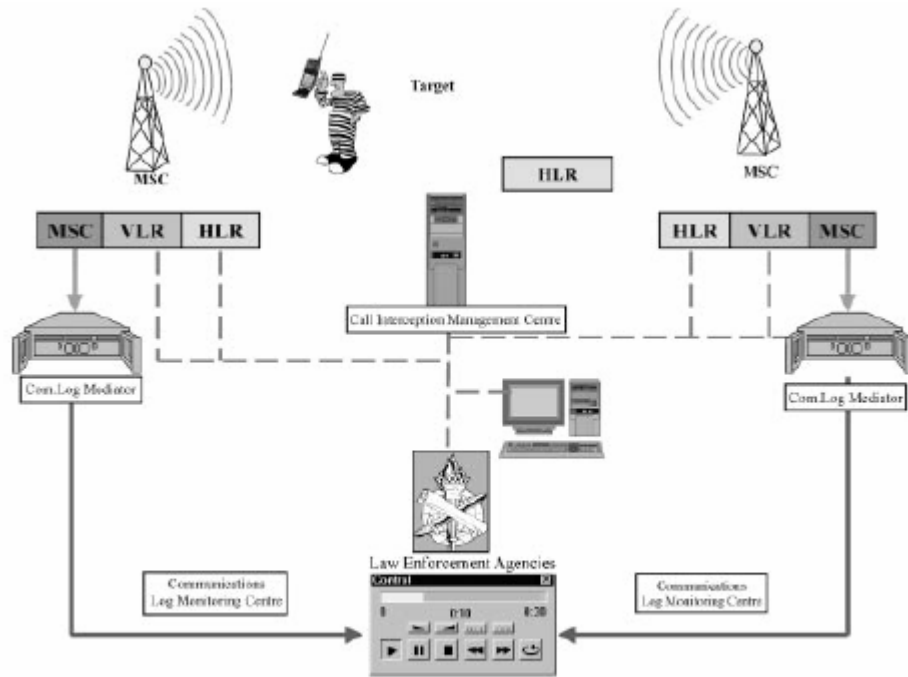 Target
MSC
MSC
HLR
MSC VLR HLR
HLR VLR MSC
Call Interception Management Centre
Com.Log Mediator
Com.Log Mediator
Law Enforcement Agencies
Control
0 0:10 0:30
Communications
Log Monitoring Centre
Communications
Log Monitoring Centre